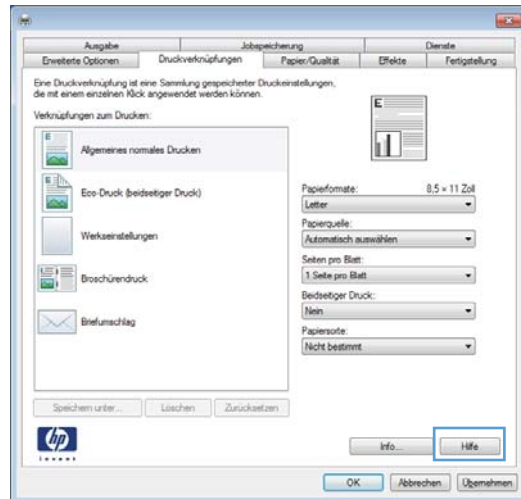 Ausgabe Jobspeicherung Dienste
Erweiterte Optionen Druckverknüpfungen Papier/Qualität Effekte Fertigstellung
Eine Druckverknüpfung ist eine Sammlung gespeicherter Druckeinstellungen,
die mit einem einzelnen Klick angewendet werden können.
Verknüpfungen zum Drucken:
Allgemeines normales Drucken
Eco-Druck (beidseitiger Druck)
Werkseinstellungen
Broschürendruck
Briefumschlag
E
Papierformate: 8,5 × 11 Zoll
Letter
Papierquelle:
Automatisch auswählen
Seiten pro Blatt:
1 Seite pro Blatt
Beidseitiger Druck:
Nein
Papiersorte:
Nicht bestimmt
Speichern unter... Löschen Zurücksetzen
hp
invent
Info... Hilfe
OK Abbrechen Übernehmen